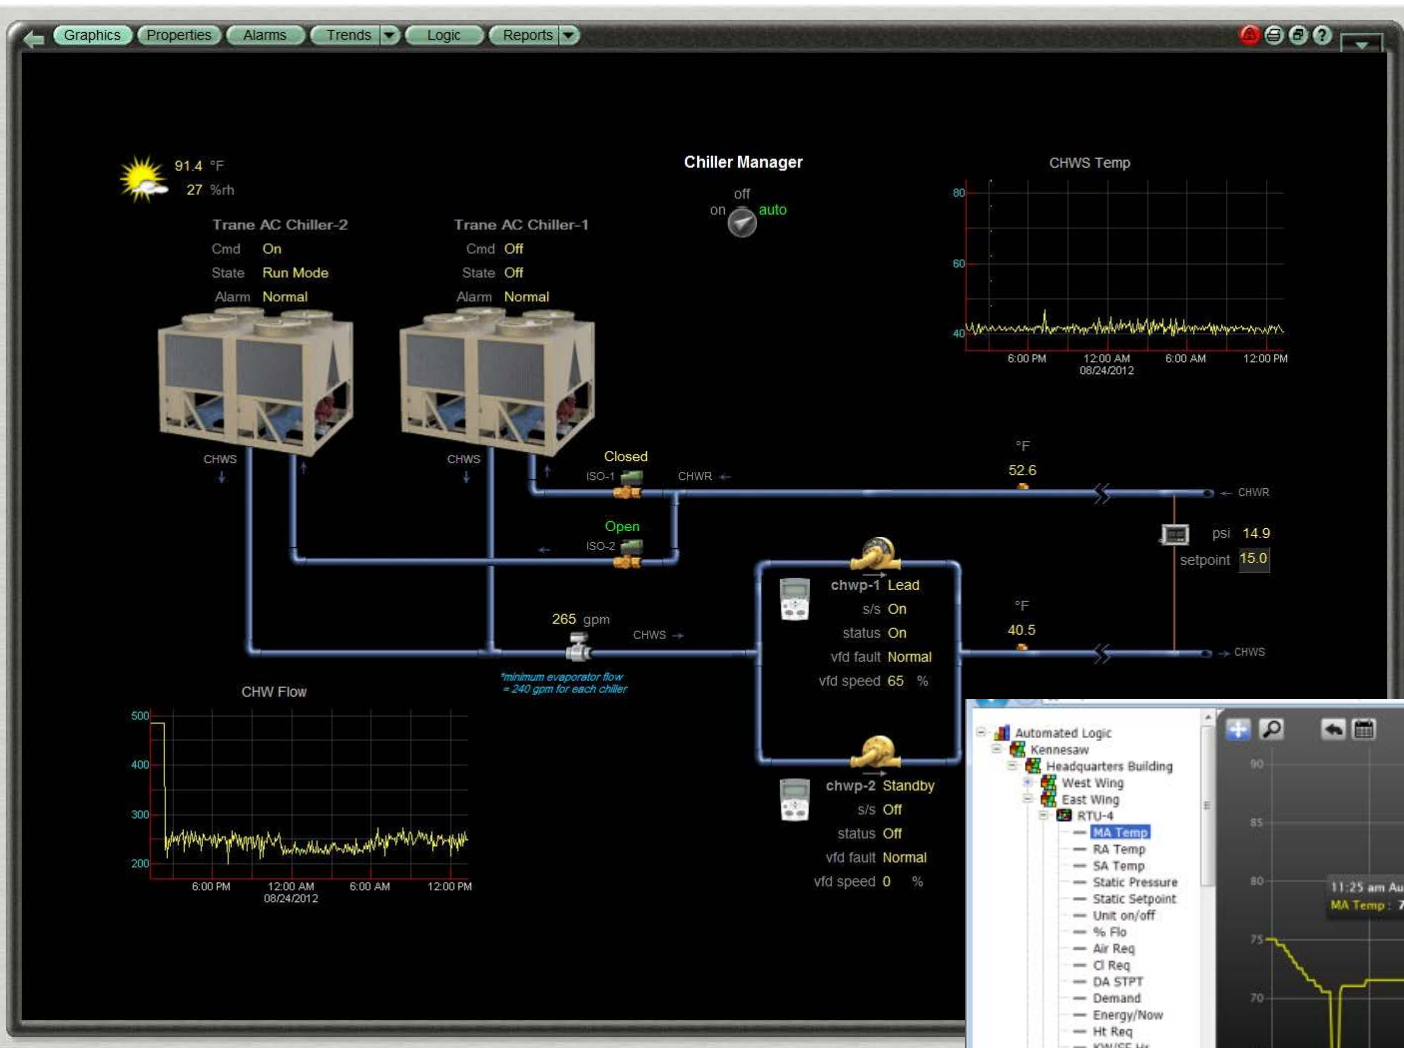 Graphics Properties Alarms Trends Logic Reports ?
91.4 °F
27 %rh
Chiller Manager
off
on auto
CHWS Temp
80
60
40
6:00 PM 12:00 AM 6:00 AM 12:00 PM
08/24/2012
Trane AC Chiller-2
Cmd On
State Run Mode
Alarm Normal
Trane AC Chiller-1
Cmd Off
State Off
Alarm Normal
CHWS
CHWS
Closed
ISO-1
CHWR ←
°F
52.6
← CHWR
Open
ISO-2
psi 14.9
setpoint 15.0
chwp-1 Lead
s/s On
status On
vfd fault Normal
vfd speed 65 %
265 gpm
CHWS →
°F
40.5
→ CHWS
*minimum evaporator flow
= 240 gpm for each chiller
CHW Flow
500
400
300
200
6:00 PM 12:00 AM 6:00 AM 12:00 PM
08/24/2012
chwp-2 Standby
s/s Off
status Off
vfd fault Normal
vfd speed 0 %
Automated Logic
Kennesaw
Headquarters Building
West Wing
East Wing
RTU-4
MA Temp
RA Temp
SA Temp
Static Pressure
Static Setpoint
Unit on/off
% Flo
Air Req
Cl Req
DA STPT
Demand
Energy/Now
Ht Req
90
85
80
75
70
11:25 am Au
MA Temp : 7